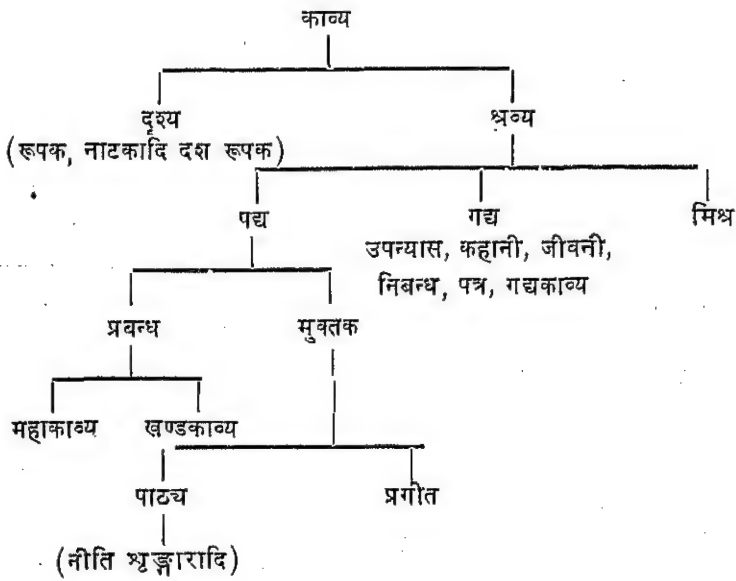 काव्य
दृश्य श्रव्य
(रूपक, नाटकादि दश रूपक)
पद्य गद्य मिश्र
उपन्यास, कहानी, जीवनी,
निबन्ध, पत्र, गद्यकाव्य
प्रबन्ध मुक्तक
महाकाव्य खण्डकाव्य
पाठ्य प्रगीत
(नीति शृङ्गारादि)